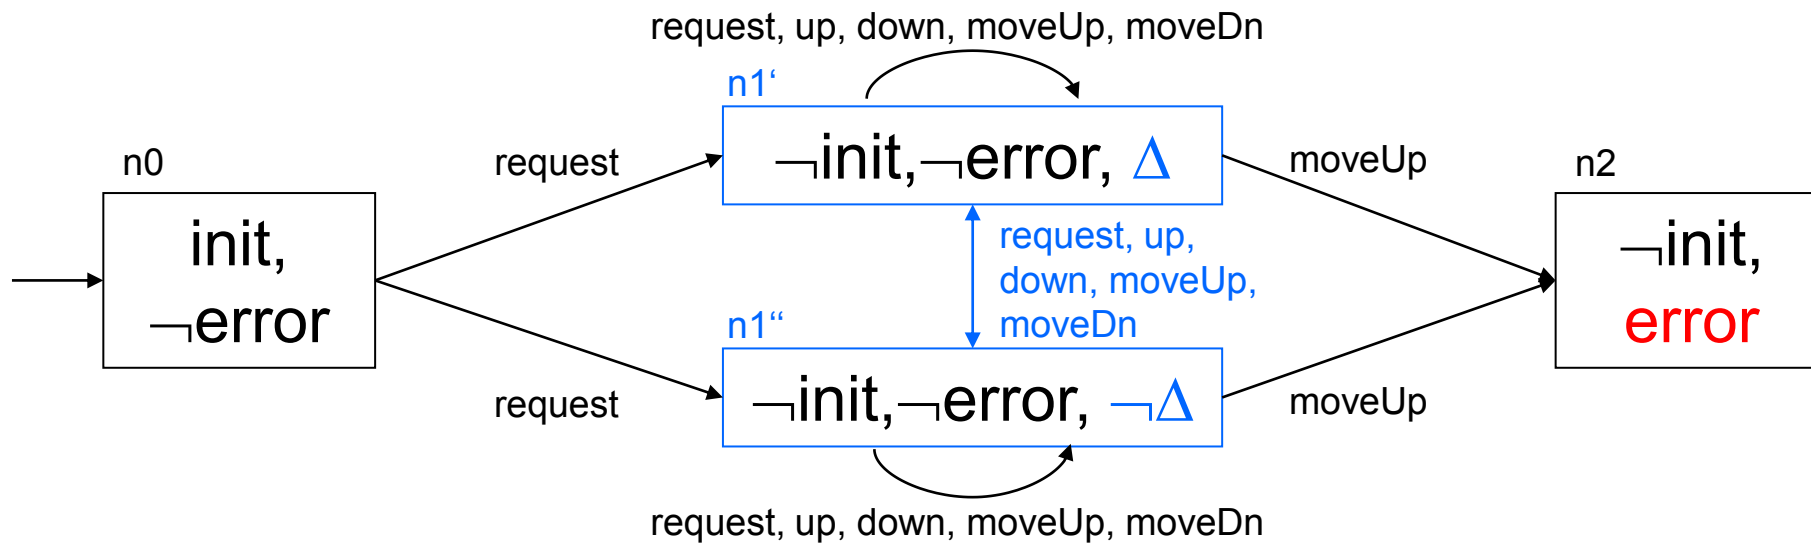 request, up, down, moveUp, moveDn
n1‘
¬init,¬error, Δ
n0
request
moveUp
n2
init,
¬error
request, up,
down, moveUp,
moveDn
¬init,
error
n1“
¬init,¬error, ¬Δ
request
moveUp
request, up, down, moveUp, moveDn